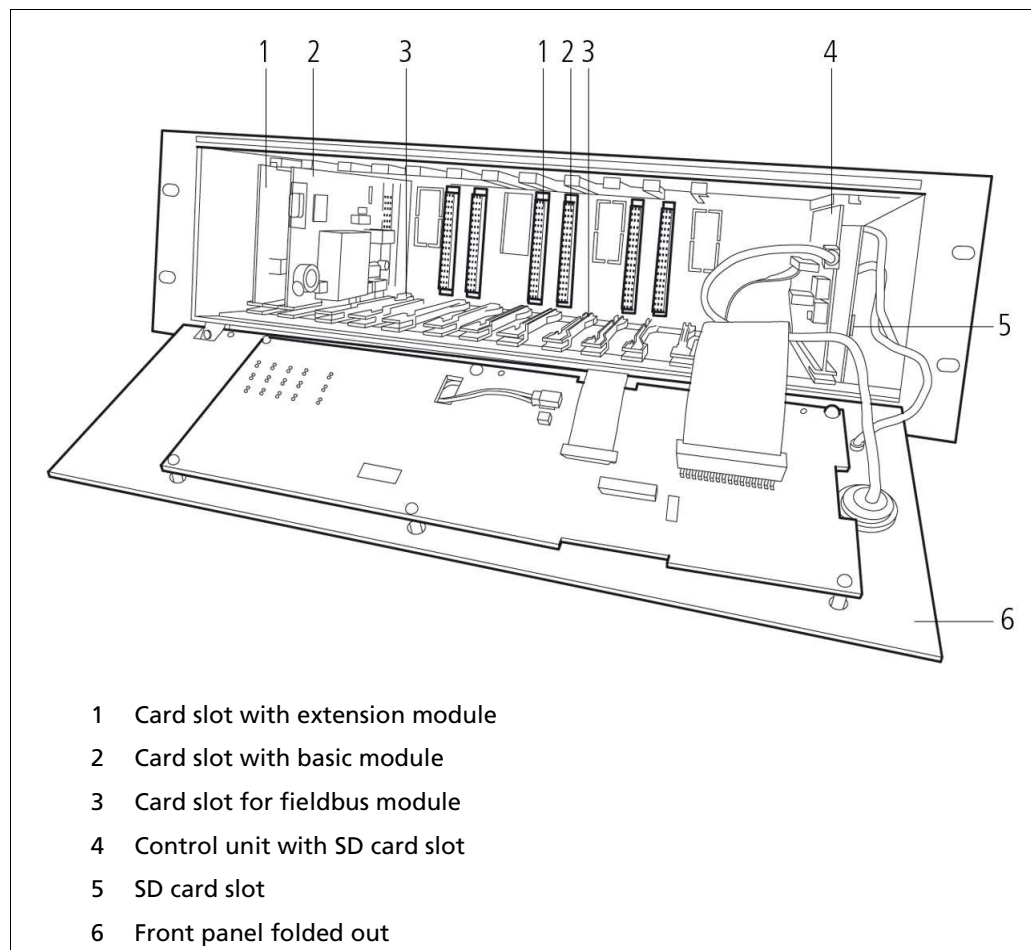 1 2 3 1 2 3 4
5
6
1 Card slot with extension module
2 Card slot with basic module
3 Card slot for fieldbus module
4 Control unit with SD card slot
5 SD card slot
6 Front panel folded out